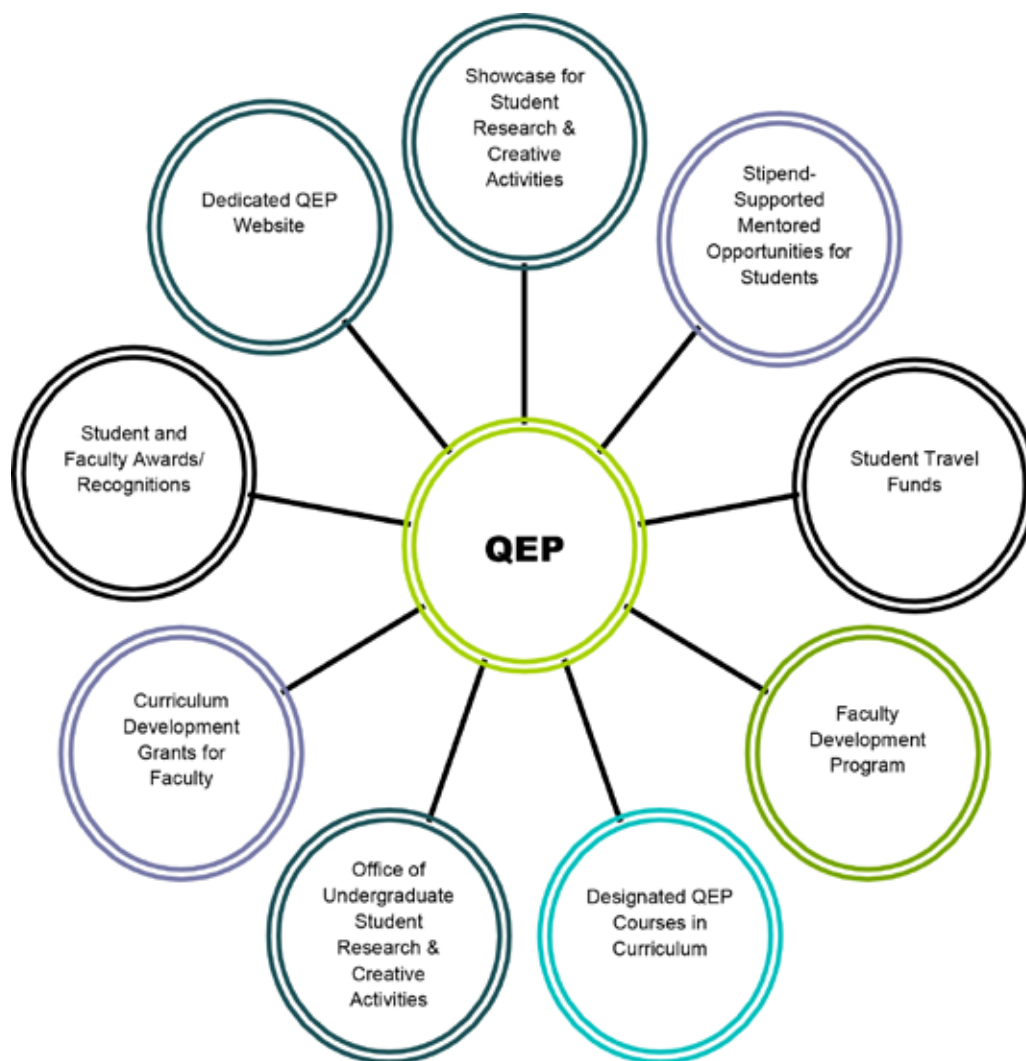 Showcase for
Student
Research &
Creative
Activities
Stipend-
Supported
Mentored
Opportunities for
Students
Dedicated QEP
Website
Student and
Faculty Awards/
Recognitions
Student Travel
Funds
QEP
Curriculum
Development
Grants for
Faculty
Faculty
Development
Program
Office of
Undergraduate
Student
Research &
Creative
Activities
Designated QEP
Courses in
Curriculum